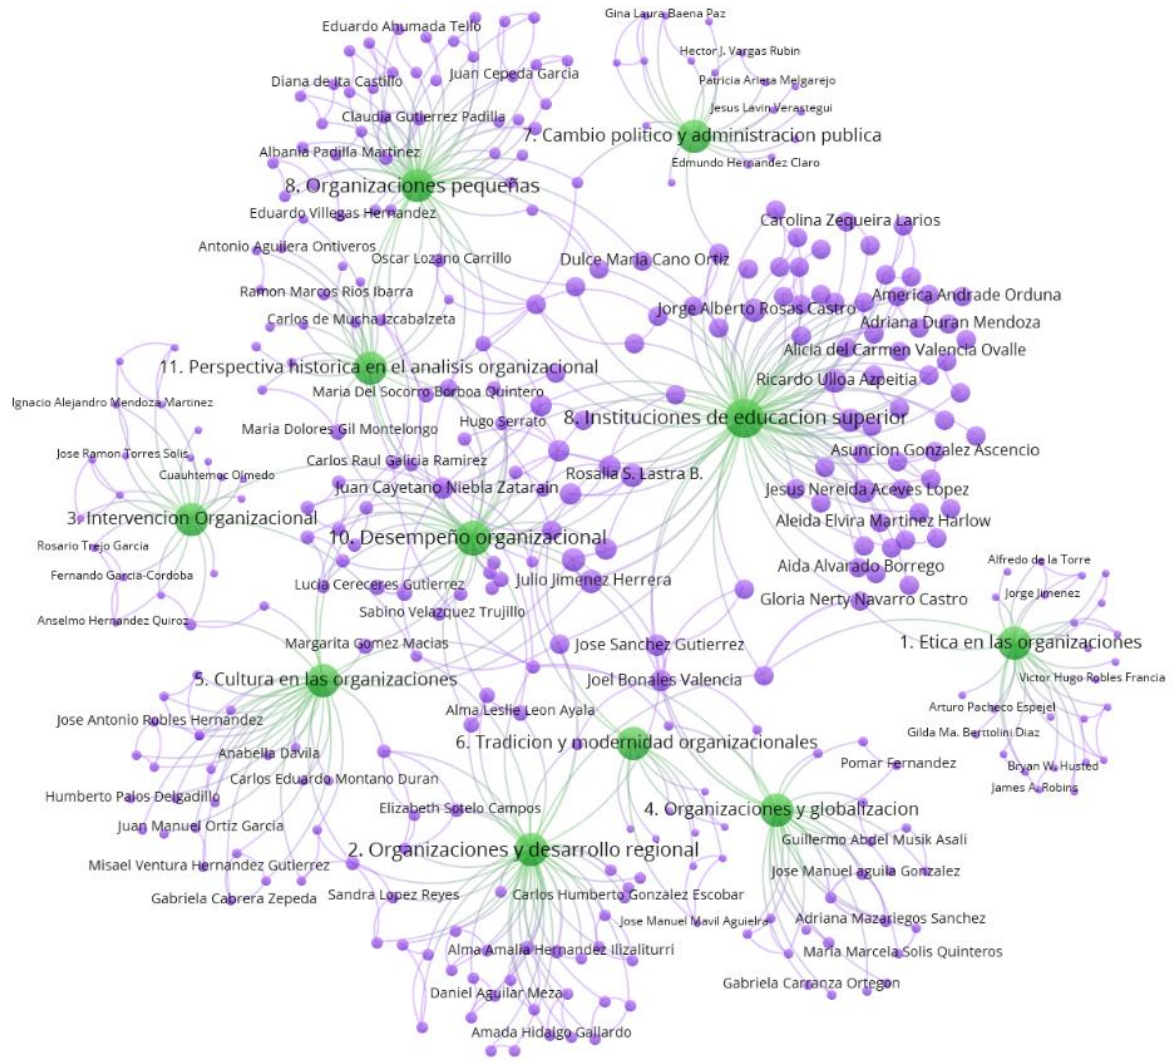 Gina Laura Baena Paz
Eduardo Ahumada Tello
Hector J. Vargas Rubin
Juan Cepeda Garcia
Diana de Ita Castillo
Patricia Ariera Melgarejo
Jesus Lavin Verastegui
Claudia Gutierrez Padilla
7. Cambio politico y administracion publica
Albania Padilla Martinez
Edmundo Hernandez Claro
8. Organizaciones pequeñas
Eduardo Villegas Hernandez
Carolina Zequeira Larios
Antonio Aguilera Ontiveros
Oscar Lozano Carrillo
Dulce Maria Cano Ortiz
Ramon Marcos Rios Ibarra
America Andrade Orduna
Jorge Alberto Rosas Castro
Carlos de Mucha Izcabalzeta
Adriana Duran Mendoza
Alicia del Carmen Valencia Ovalle
11. Perspectiva historica en el analisis organizacional
Ricardo Ulloa Azpeitia
Maria Del Socorro Borboa Quintero
Ignacio Alejandro Mendoza Martinez
8. Instituciones de educacion superior
Hugo Serrato
Maria Dolores Gil Montelongo
Jose Ramon Torres Solis
Asuncion Gonzalez Ascencio
Carlos Raul Galicia Ramirez
Cuauhtemoc Olmedo
Rosalia S. Lastra B.
Juan Cayetano Niebla Zatarain
Jesus Nereida Aceves Lopez
3. Intervencion Organizacional
Aleida Elvira Martinez Harlow
10. Desempeño organizacional
Rosario Trejo Garcia
Alfredo de la Torre
Aida Alvarado Borrego
Fernando Garcia-Cordoba
Lucia Cereceres Gutierrez
Julio Jimenez Herrera
Jorge Jimenez
Gloria Nerty Navarro Castro
Sabino Velazquez Trujillo
Anselmo Hernandez Quiroz
Margarita Gomez Macias
Jose Sanchez Gutierrez
1. Etica en las organizaciones
5. Cultura en las organizaciones
Joel Bonales Valencia
Victor Hugo Robles Francia
Arturo Pacheco Espejel
Alma Leslie Leon Ayala
Jose Antonio Robles Hernandez
Gilda Ma. Berttolini Diaz
6. Tradicion y modernidad organizacionales
Anabella Davila
Pomar Fernandez
Bryan W. Husted
Carlos Eduardo Montano Duran
James A. Robins
Humberto Palos Delgadillo
Elizabeth Sotelo Campos
4. Organizaciones y globalizacion
Juan Manuel Ortiz Garcia
Guillermo Abdel Musik Asali
2. Organizaciones y desarrollo regional
Misael Ventura Hernandez Gutierrez
Jose Manuel aguila Gonzalez
Sandra Lopez Reyes
Carlos Humberto Gonzalez Escobar
Gabriela Cabrera Zepeda
Jose Manuel Mavil Aguielra
Adriana Mazariegos Sanchez
Alma Amalia Hernandez Ilizaliturri
Maria Marcela Solis Quinteros
Gabriela Carranza Ortegon
Daniel Aguilar Meza
Amada Hidalgo Gallardo